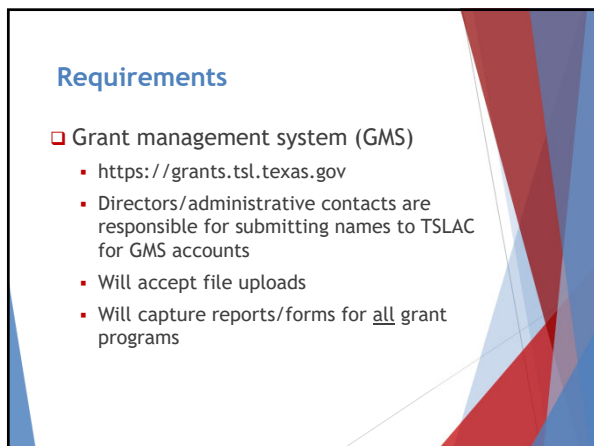 Requirements
❑ Grant management system (GMS)
▪ https://grants.tsl.texas.gov
▪ Directors/administrative contacts are
responsible for submitting names to TSLAC
for GMS accounts
▪ Will accept file uploads
▪ Will capture reports/forms for all grant
programs